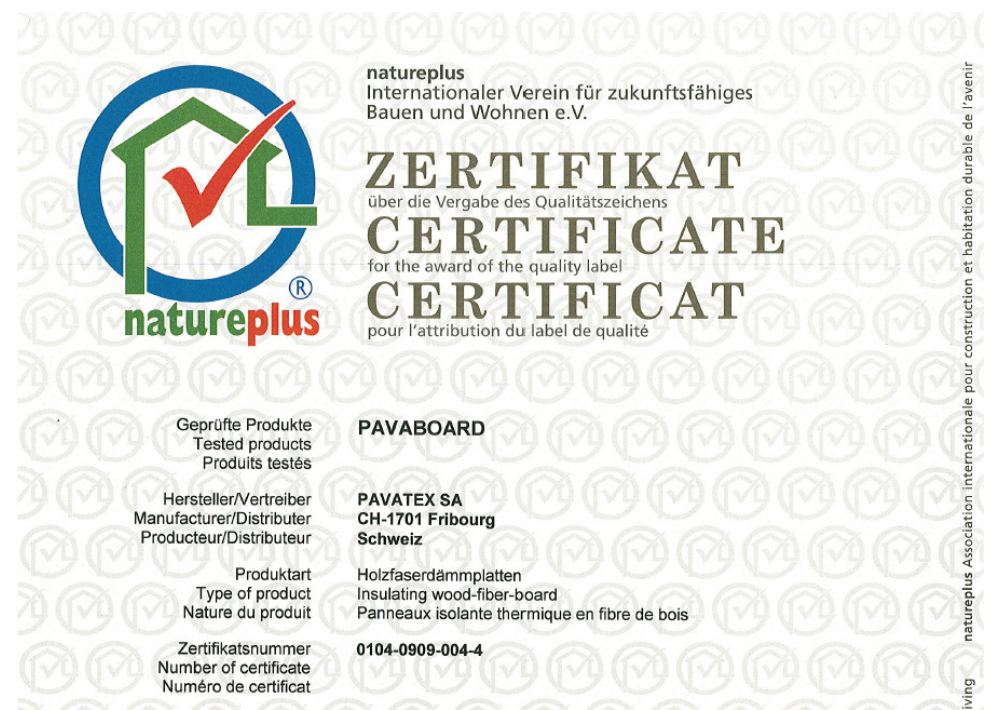 natureplus
Internationaler Verein für zukunftsfähiges
Bauen und Wohnen e.V.
ZERTIFIKAT
über die Vergabe des Qualitätszeichens
CERTIFICATE
for the award of the quality label
CERTIFICAT
pour l'attribution du label de qualité
®
natureplus
Geprüfte Produkte
Tested products
Produits testés
PAVABOARD
Hersteller/Vertreiber
Manufacturer/Distributer
Producteur/Distributeur
PAVATEX SA
CH-1701 Fribourg
Schweiz
Produktart
Type of product
Nature du produit
Holzfaserdämmplatten
Insulating wood-fiber-board
Panneaux isolante thermique en fibre de bois
Zertifikatsnummer
Number of certificate
Numéro de certificat
0104-0909-004-4
natureplus Association internationale pour construction et habitation durable de l'avenir